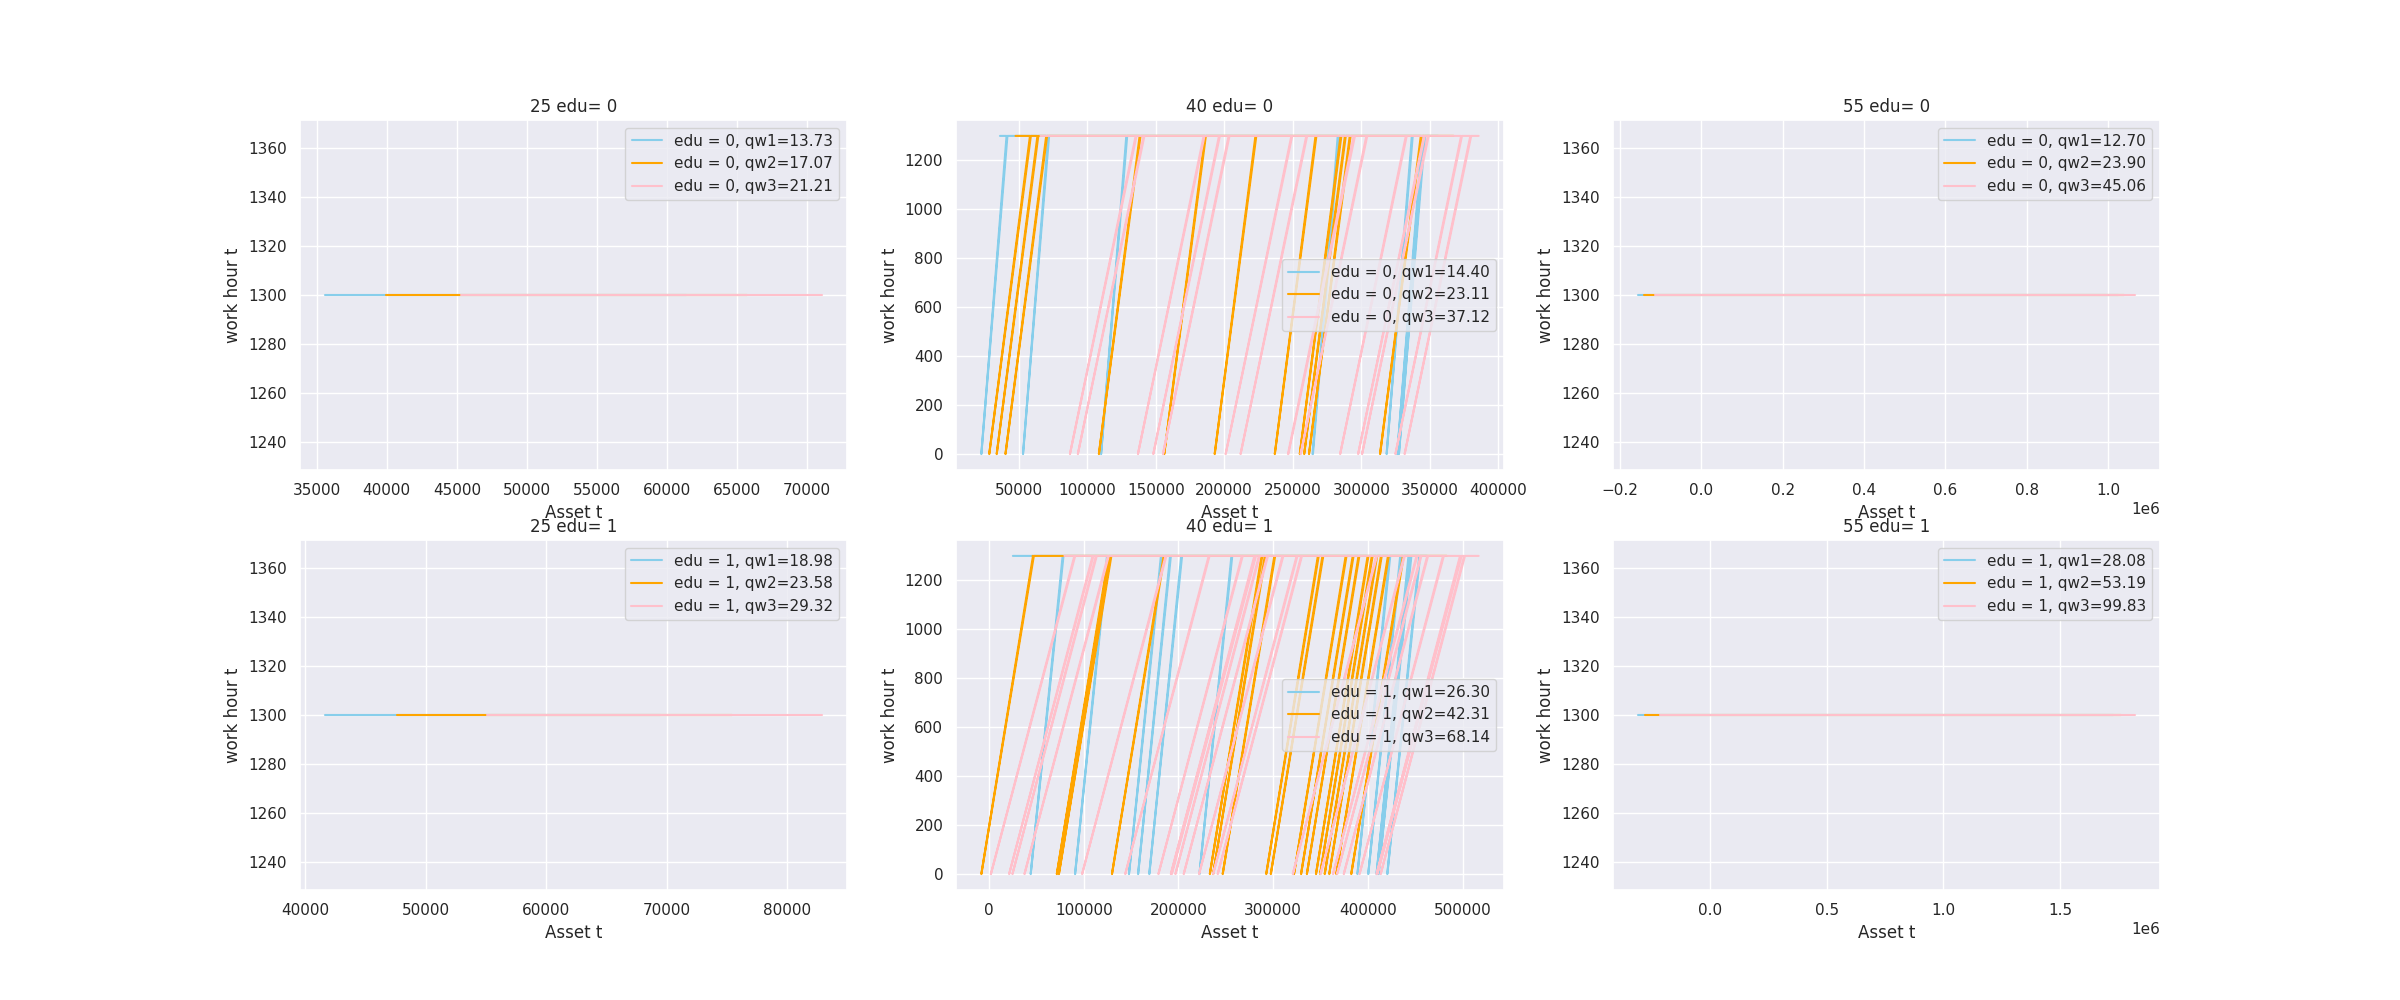 25 edu= 0
edu = 0, qw1=13.73
edu = 0, qw2=17.07
edu = 0, qw3=21.21
work hour t
1360
1340
1320
1300
1280
1260
1240
35000 40000 45000 50000 55000 60000 65000 70000
Asset t
40 edu= 0
edu = 0, qw1=14.40
edu = 0, qw2=23.11
edu = 0, qw3=37.12
work hour t
1200
1000
800
600
400
200
0
50000 100000 150000 200000 250000 300000 350000 400000
Asset t
55 edu= 0
edu = 0, qw1=12.70
edu = 0, qw2=23.90
edu = 0, qw3=45.06
work hour t
1360
1340
1320
1300
1280
1260
1240
−0.2 0.0 0.2 0.4 0.6 0.8 1.0
1e6
Asset t
25 edu= 1
edu = 1, qw1=18.98
edu = 1, qw2=23.58
edu = 1, qw3=29.32
work hour t
1360
1340
1320
1300
1280
1260
1240
40000 50000 60000 70000 80000
Asset t
40 edu= 1
edu = 1, qw1=26.30
edu = 1, qw2=42.31
edu = 1, qw3=68.14
work hour t
1200
1000
800
600
400
200
0
0 100000 200000 300000 400000 500000
Asset t
55 edu= 1
edu = 1, qw1=28.08
edu = 1, qw2=53.19
edu = 1, qw3=99.83
work hour t
1360
1340
1320
1300
1280
1260
1240
0.0 0.5 1.0 1.5
1e6
Asset t